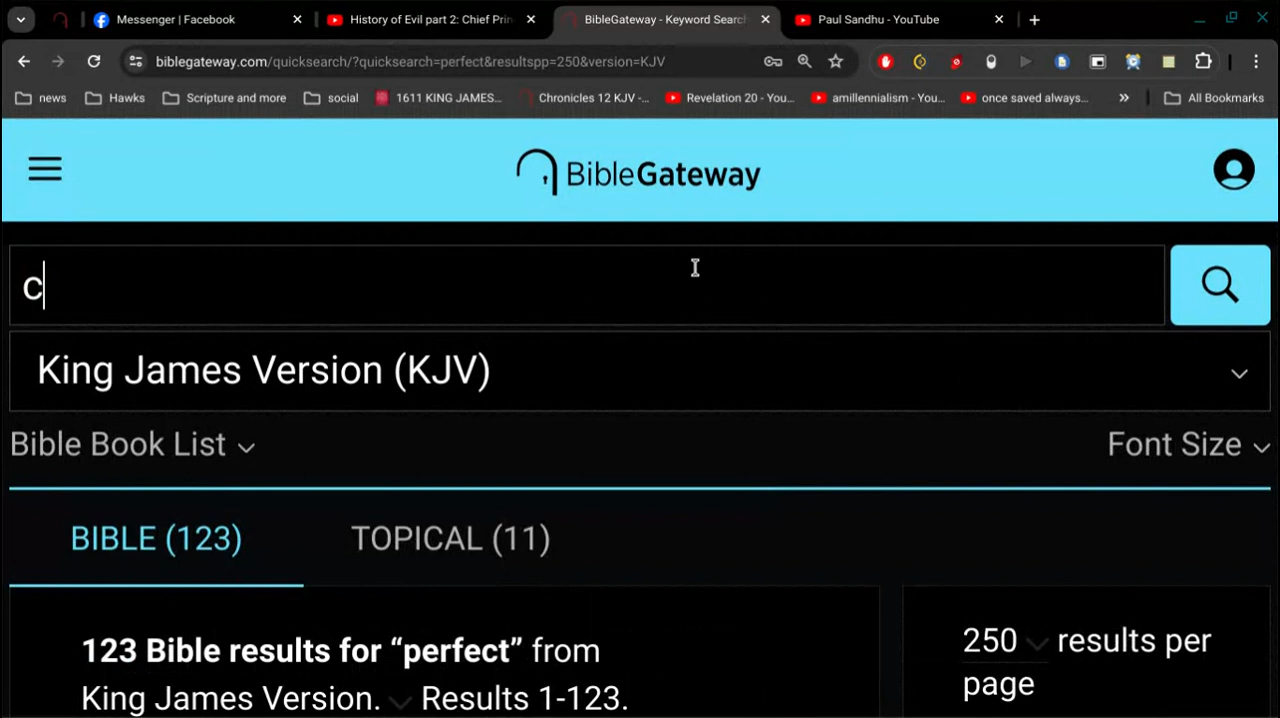 Messenger | Facebook
History of Evil part 2: Chief Prin
BibleGateway - Keyword Search
Paul Sandhu - YouTube
biblegateway.com/quicksearch/?quicksearch=perfect&resultspp=250&version=KJV
news
Hawks
Scripture and more
social
1611 KING JAMES...
Chronicles 12 KJV -...
Revelation 20 - You...
amillennialism - You...
once saved always...
All Bookmarks
BibleGateway
c
King James Version (KJV)
Bible Book List
Font Size
BIBLE (123)
TOPICAL (11)
123 Bible results for “perfect” from
King James Version. Results 1-123.
250 results per
page